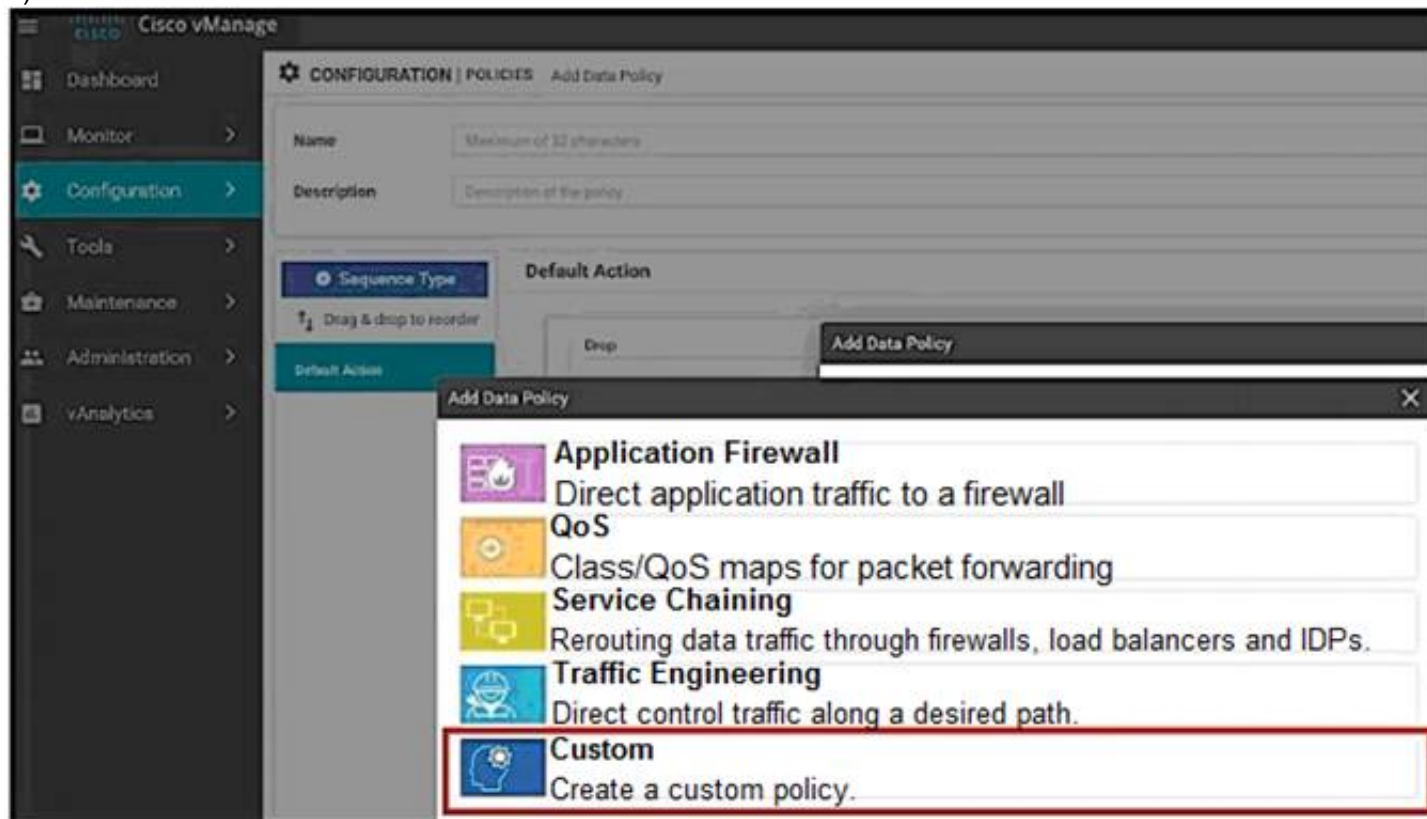 Cisco vManage
Dashboard
Monitor
Configuration
Tools
Maintenance
Administration
vAnalytics
CONFIGURATION | POLICIES Add Data Policy
Name
Maximum of 32 characters
Description
Description of the policy
Sequence Type
Drag & drop to reorder
Default Action
Default Action
Drop
Add Data Policy
Add Data Policy
Application Firewall
Direct application traffic to a firewall
QoS
Class/QoS maps for packet forwarding
Service Chaining
Rerouting data traffic through firewalls, load balancers and IDPs.
Traffic Engineering
Direct control traffic along a desired path.
Custom
Create a custom policy.